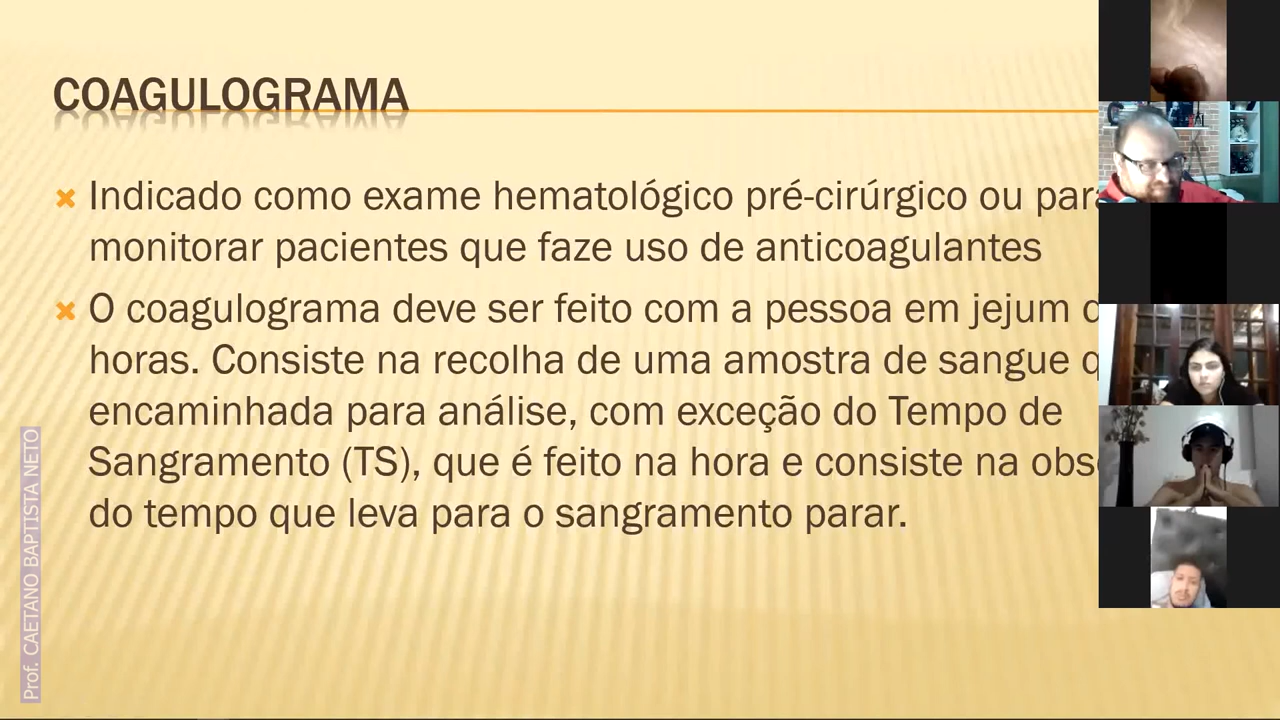 COAGULOGRAMA
Indicado como exame hematológico pré-cirúrgico ou
monitorar pacientes que faze uso de anticoagulantes
O coagulograma deve ser feito com a pessoa em jejum
horas. Consiste na recolha de uma amostra de sangue
encaminhada para análise, com exceção do Tempo de
Sangramento (TS), que é feito na hora e consiste na
do tempo que leva para o sangramento parar.
Prof. CAETANO BAPTISTA NETO